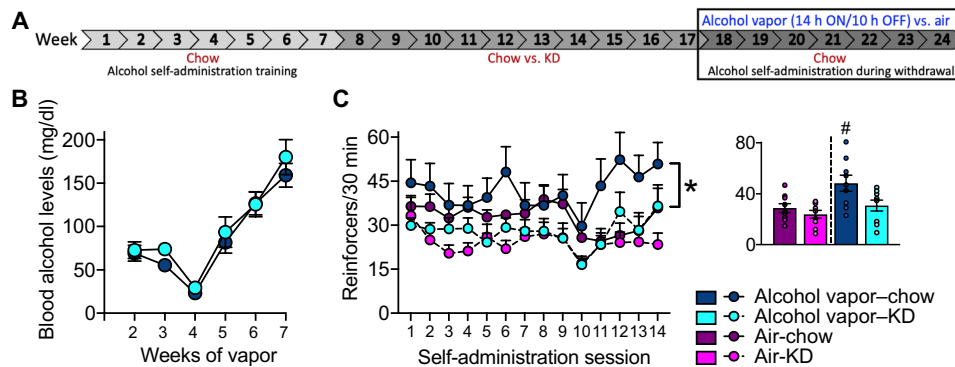 A
Alcohol vapor (14 h ON/10 h OFF) vs. air
Week 1 2 3 4 5 6 7 8 9 10 11 12 13 14 15 16 17 18 19 20 21 22 23 24
Chow Chow vs. KD Chow
Alcohol self-administration training Alcohol self-administration during withdrawal
B
Blood alcohol levels (mg/dl)
200
150
100
50
0
2 3 4 5 6 7
Weeks of vapor
C
Reinforcers/30 min
60
45
30
15
0
*
1 2 3 4 5 6 7 8 9 10 11 12 13 14
Self-administration session
80
40
0
#
Alcohol vapor–chow
Alcohol vapor–KD
Air-chow
Air-KD